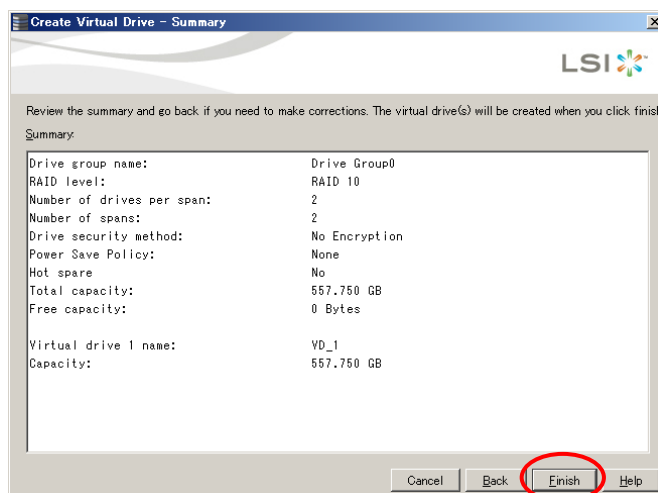 Create Virtual Drive - Summary
LSI
Review the summary and go back if you need to make corrections. The virtual drive(s) will be created when you click finish
Summary:
Drive group name: Drive Group0
RAID level: RAID 10
Number of drives per span: 2
Number of spans: 2
Drive security method: No Encryption
Power Save Policy: None
Hot spare No
Total capacity: 557.750 GB
Free capacity: 0 Bytes
Virtual drive 1 name: VD_1
Capacity: 557.750 GB
Cancel Back Finish Help